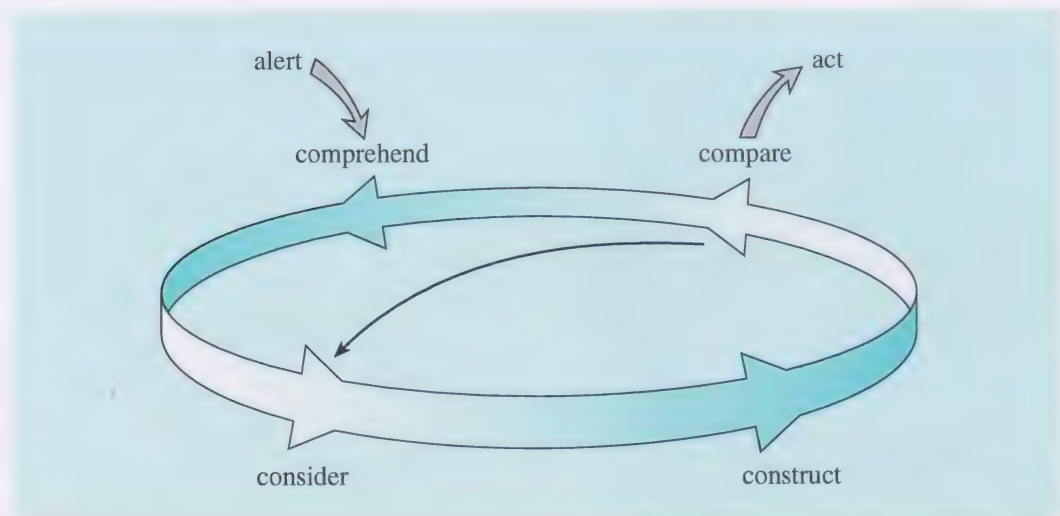 alert
act
comprehend
compare
consider
construct